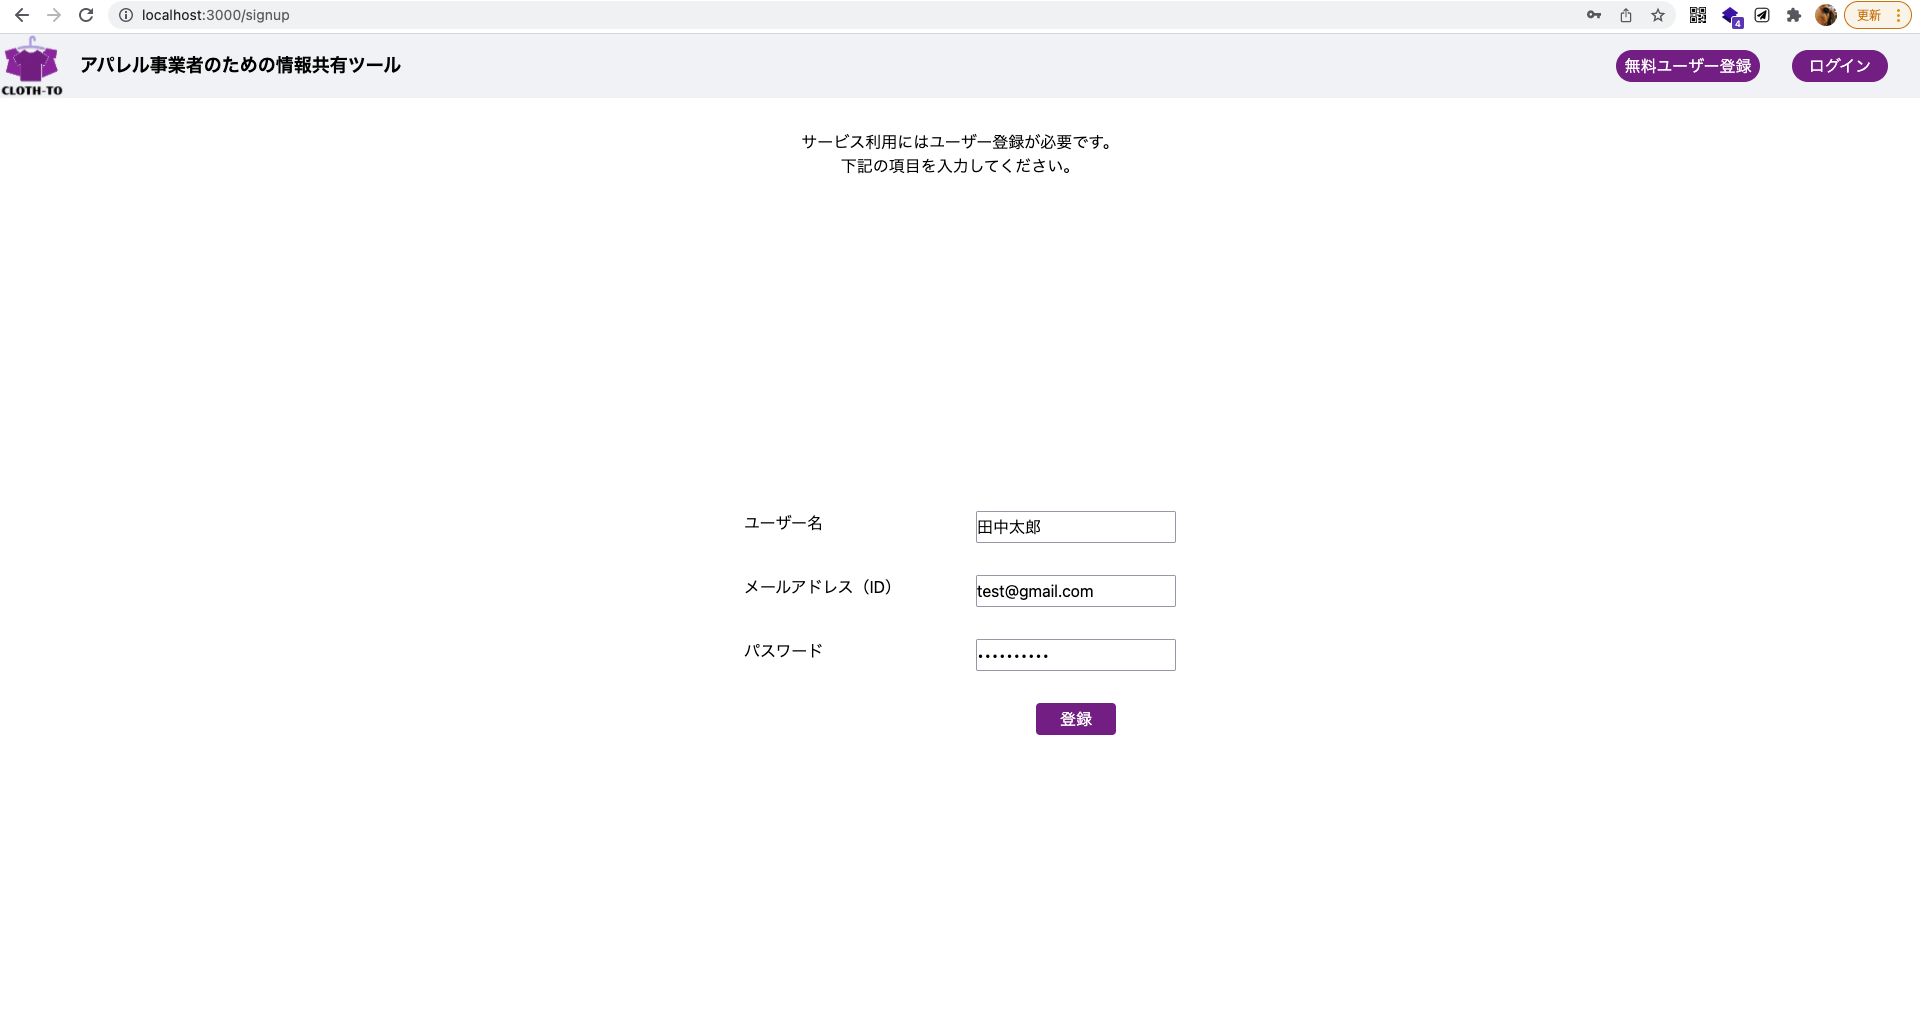 localhost:3000/signup
4
更新
CLOTH-TO
アパレル事業者のための情報共有ツール
無料ユーザー登録
ログイン
サービス利用にはユーザー登録が必要です。
下記の項目を入力してください。
ユーザー名
田中太郎
メールアドレス（ID）
test@gmail.com
パスワード
••••••••••
登録